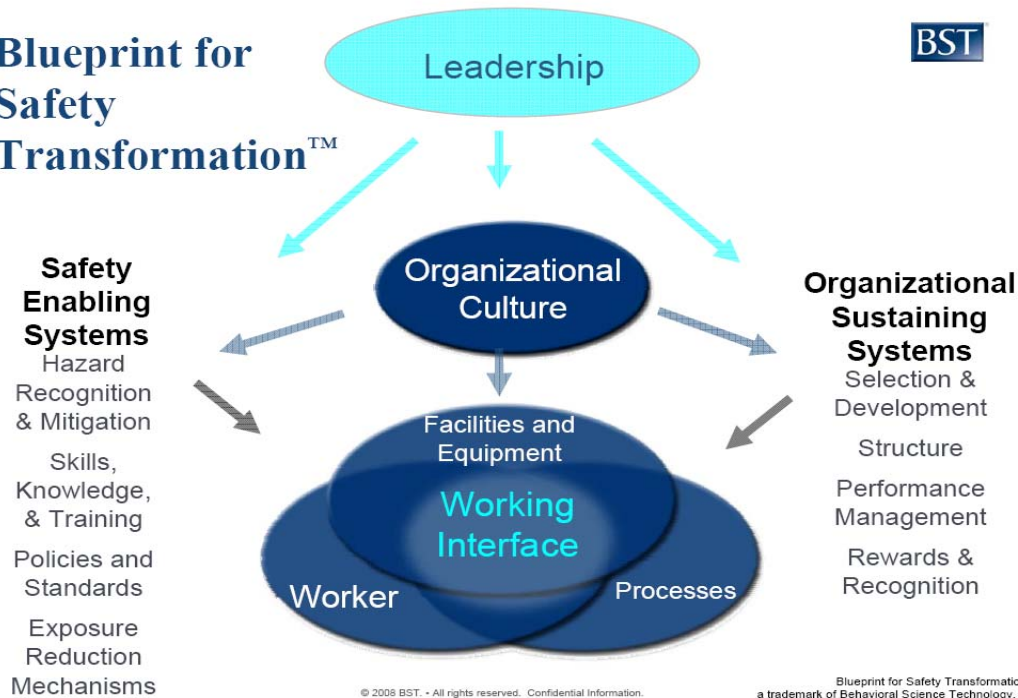 Blueprint for
Safety
Transformation™
BST
Leadership
Organizational
Culture
Safety
Enabling
Systems
Hazard
Recognition
& Mitigation
Skills,
Knowledge,
& Training
Policies and
Standards
Exposure
Reduction
Mechanisms
Facilities and
Equipment
Working
Interface
Worker
Processes
Organizational
Sustaining
Systems
Selection &
Development
Structure
Performance
Management
Rewards &
Recognition
© 2008 BST. • All rights reserved. Confidential Information.
Blueprint for Safety Transformatio
a trademark of Behavioral Science Technology,